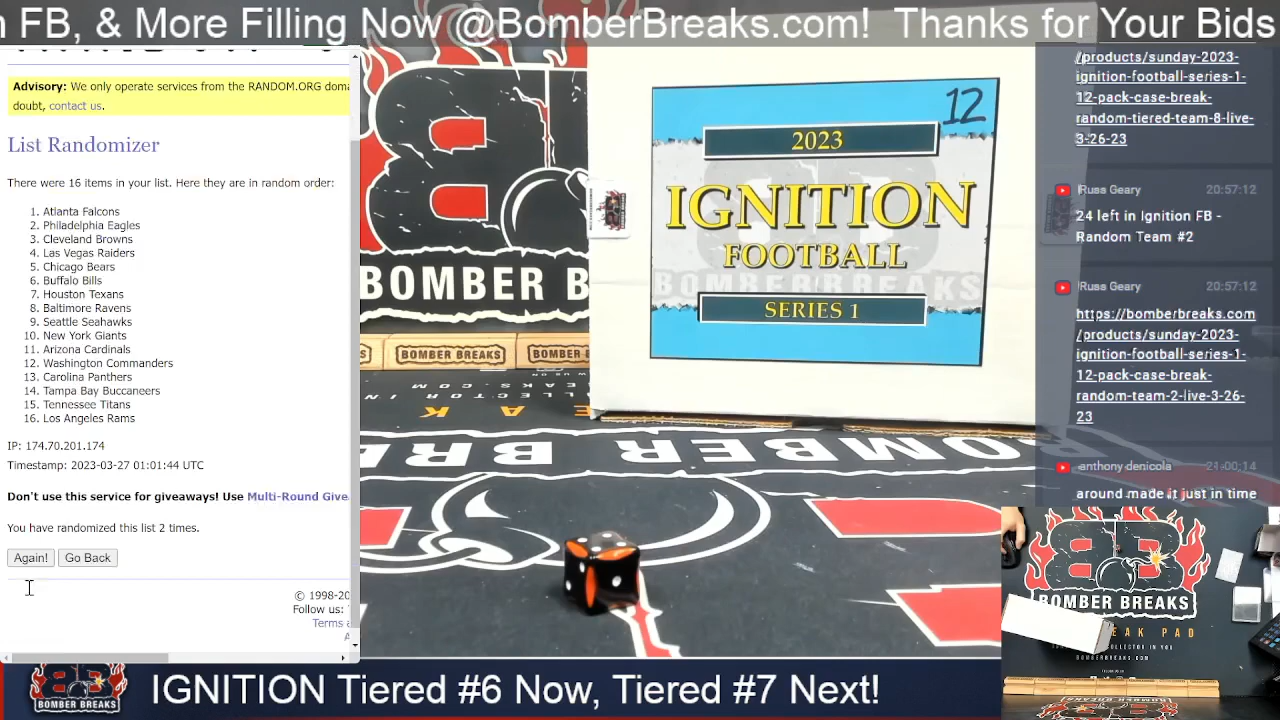 n FB, & More Filling Now @BomberBreaks.com!  Thanks for Your Bids
Advisory: We only operate services from the RANDOM.ORG doma
doubt, contact us.
List Randomizer
There were 16 items in your list. Here they are in random order:
1. Atlanta Falcons
2. Philadelphia Eagles
3. Cleveland Browns
4. Las Vegas Raiders
5. Chicago Bears
6. Buffalo Bills
7. Houston Texans
8. Baltimore Ravens
9. Seattle Seahawks
10. New York Giants
11. Arizona Cardinals
12. Washington Commanders
13. Carolina Panthers
14. Tampa Bay Buccaneers
15. Tennessee Titans
16. Los Angeles Rams
IP: 174.70.201.174
Timestamp: 2023-03-27 01:01:44 UTC
Don't use this service for giveaways! Use Multi-Round Give
You have randomized this list 2 times.
Again!
Go Back
© 1998-20
Follow us:
Terms
BOMBER B
BOMBER BREAKS
BOMBER
12
2023
IGNITION
FOOTBALL
BOMBERBREAKS
SERIES 1
BOMBER BRE
/products/sunday-2023-
ignition-football-series-1-
12-pack-case-break-
random-tiered-team-8-live-
3-26-23
Russ Geary 20:57:12
24 left in Ignition FB -
Random Team #2
Russ Geary 20:57:12
https://bomberbreaks.com
/products/sunday-2023-
ignition-football-series-1-
12-pack-case-break-
random-team-2-live-3-26-
23
anthony denicola 21:00:14
around made it just in time
BOMBER BREAKS
EAK PAD
BOMBER BREAKS
IGNITION Tiered #6 Now, Tiered #7 Next!